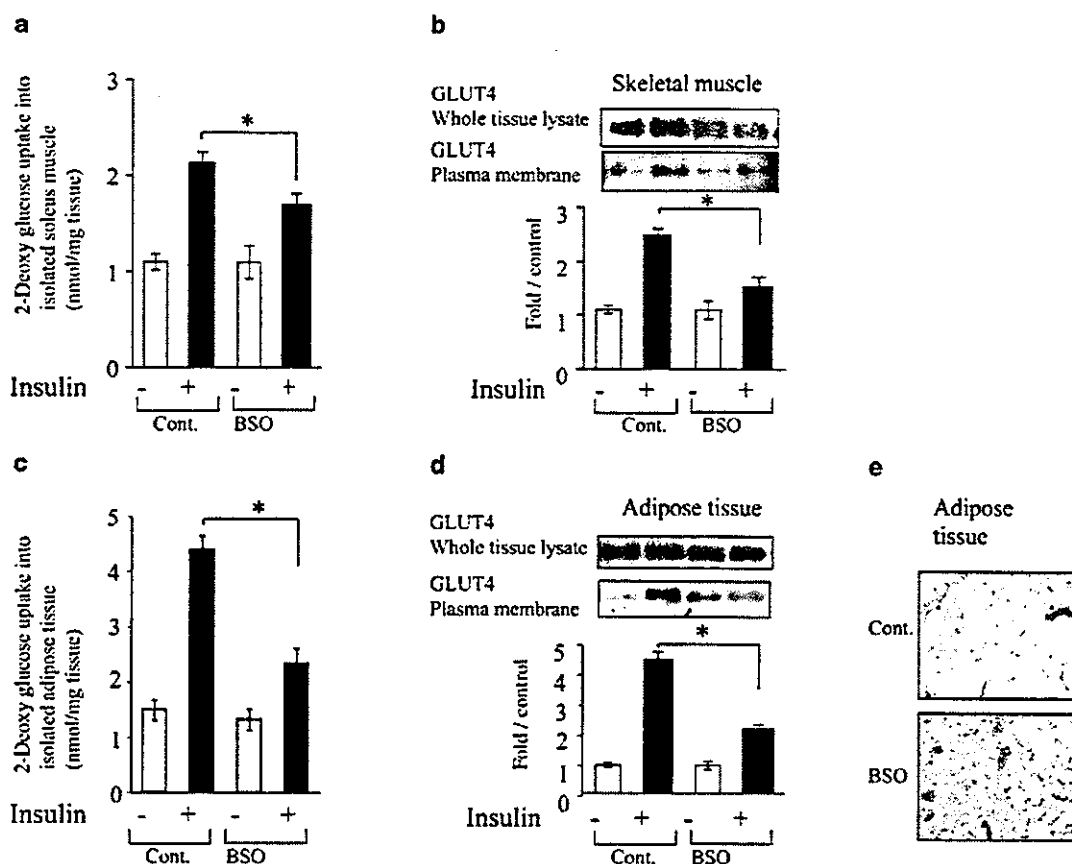 a
2-Deoxy glucose uptake into
isolated soleus muscle
(nmol/mg tissue)
3
2
1
0
*
Insulin
- + - +
Cont. BSO
b
Skeletal muscle
GLUT4
Whole tissue lysate
GLUT4
Plasma membrane
Fold / control
3
2
1
0
*
Insulin
- + - +
Cont. BSO
c
2-Deoxy glucose uptake into
isolated adipose tissue
(nmol/mg tissue)
5
4
3
2
1
0
*
Insulin
- + - +
Cont. BSO
d
Adipose tissue
GLUT4
Whole tissue lysate
GLUT4
Plasma membrane
Fold / control
5
4
3
2
1
0
*
Insulin
- + - +
Cont. BSO
e
Adipose
tissue
Cont.
BSO